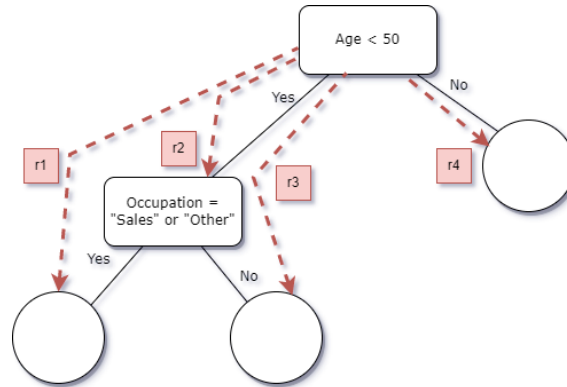 Age < 50
Yes
No
r1
r2
r3
r4
Occupation =
"Sales" or "Other"
Yes
No